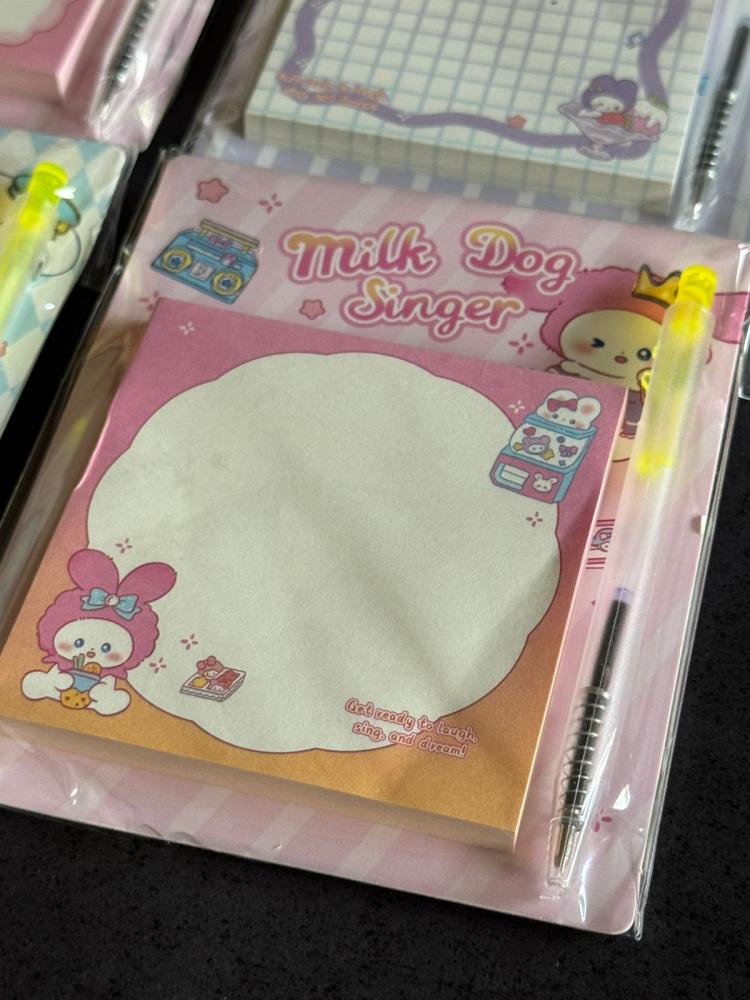 Milk Dog
Singer
Get ready to laugh,
sing, and dream!